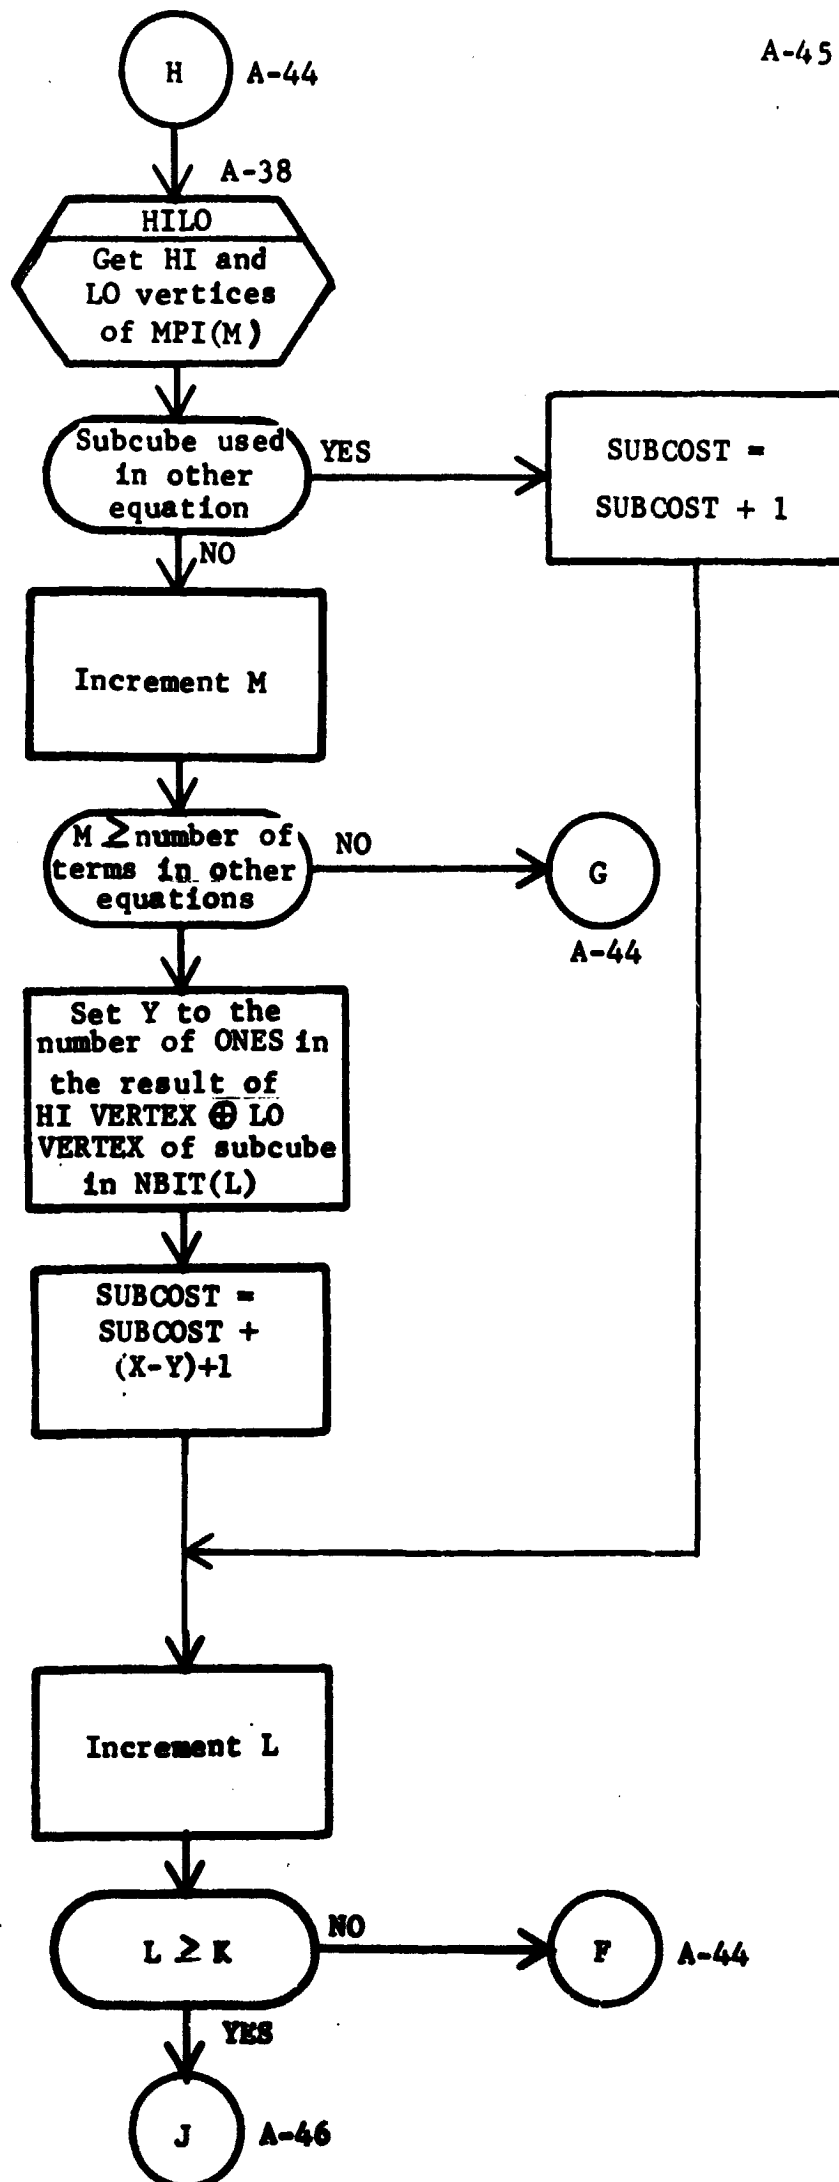 A-45
H A-44
A-38
HILO
Get HI and
LO vertices
of MPI(M)
Subcube used
in other
equation
YES
SUBCOST =
SUBCOST + 1
NO
Increment M
M ≥ number of
terms in other
equations
NO
G
A-44
Set Y to the
number of ONES in
the result of
HI VERTEX ⊕ LO
VERTEX of subcube
in NBIT(L)
SUBCOST =
SUBCOST +
(X-Y)+1
Increment L
L ≥ K
NO
F A-44
YES
J A-46